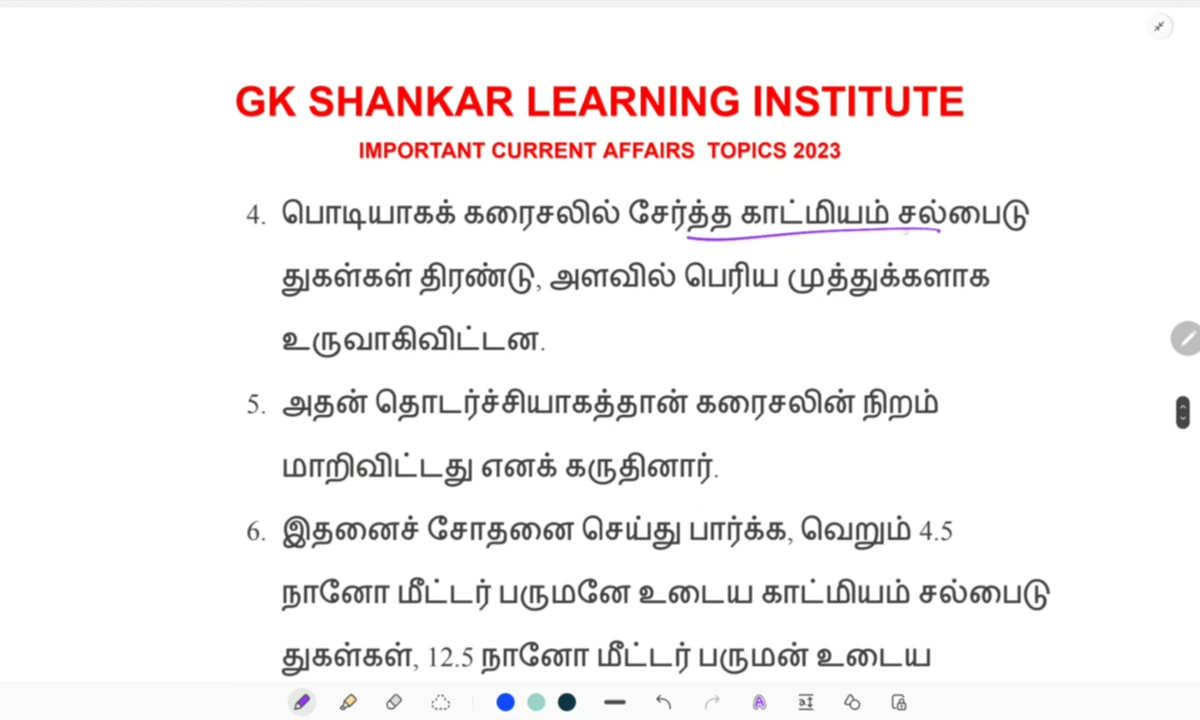 GK SHANKAR LEARNING INSTITUTE
IMPORTANT CURRENT AFFAIRS TOPICS 2023
4. பொடியாகக் கரைசலில் சேர்த்த காட்மியம் சல்பைடு
துகள்கள் திரண்டு, அளவில் பெரிய முத்துக்களாக
உருவாகிவிட்டன.
5. அதன் தொடர்ச்சியாகத்தான் கரைசலின் நிறம்
மாறிவிட்டது எனக் கருதினார்.
6. இதனைச் சோதனை செய்து பார்க்க, வெறும் 4.5
நானோ மீட்டர் பருமனே உடைய காட்மியம் சல்பைடு
துகள்கள், 12.5 நானோ மீட்டர் பருமன் உடைய